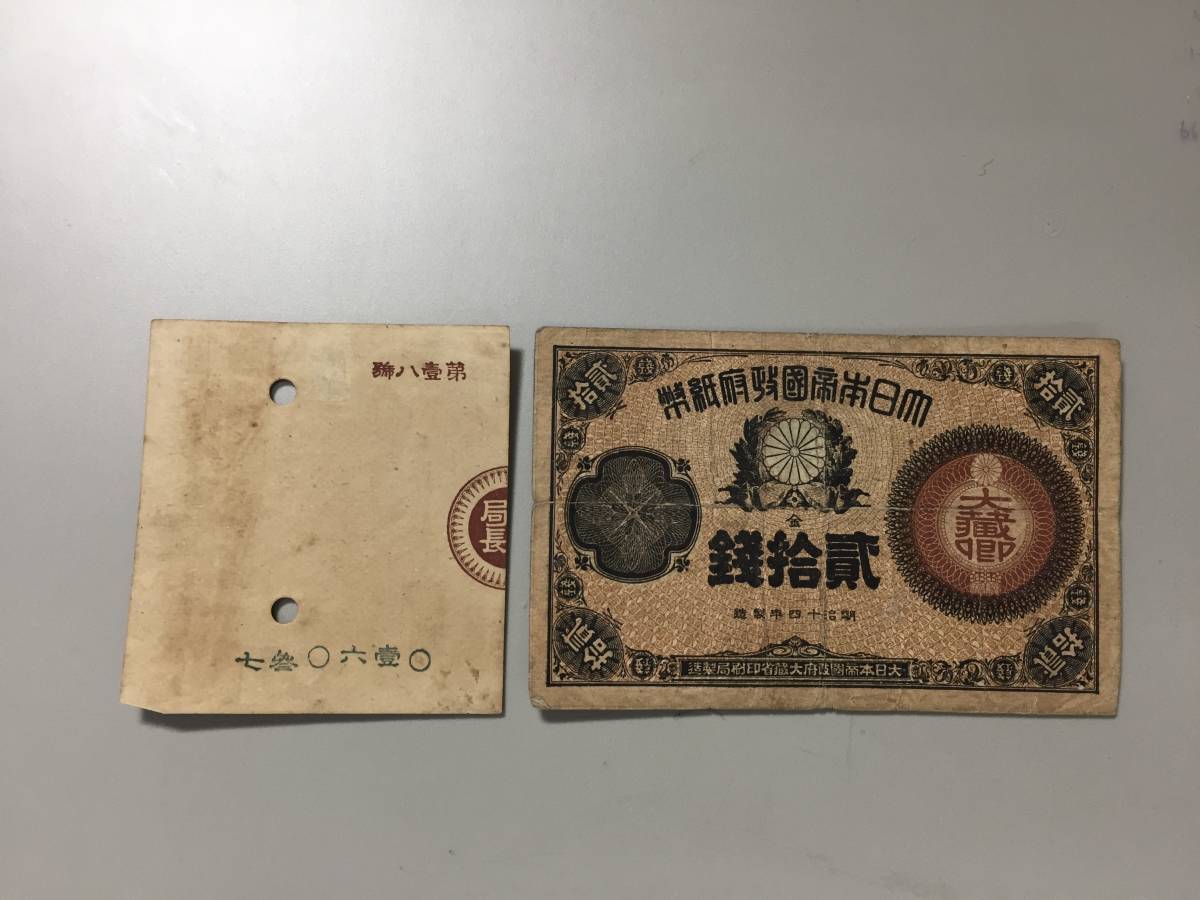 第壹八號
局長
〇壹六〇叄七
貳拾
貳拾
大日本帝國政府紙幣
金
貳拾錢
大藏卿
明治十四年製造
貳拾
貳拾
大日本帝國政府大藏省印刷局製造